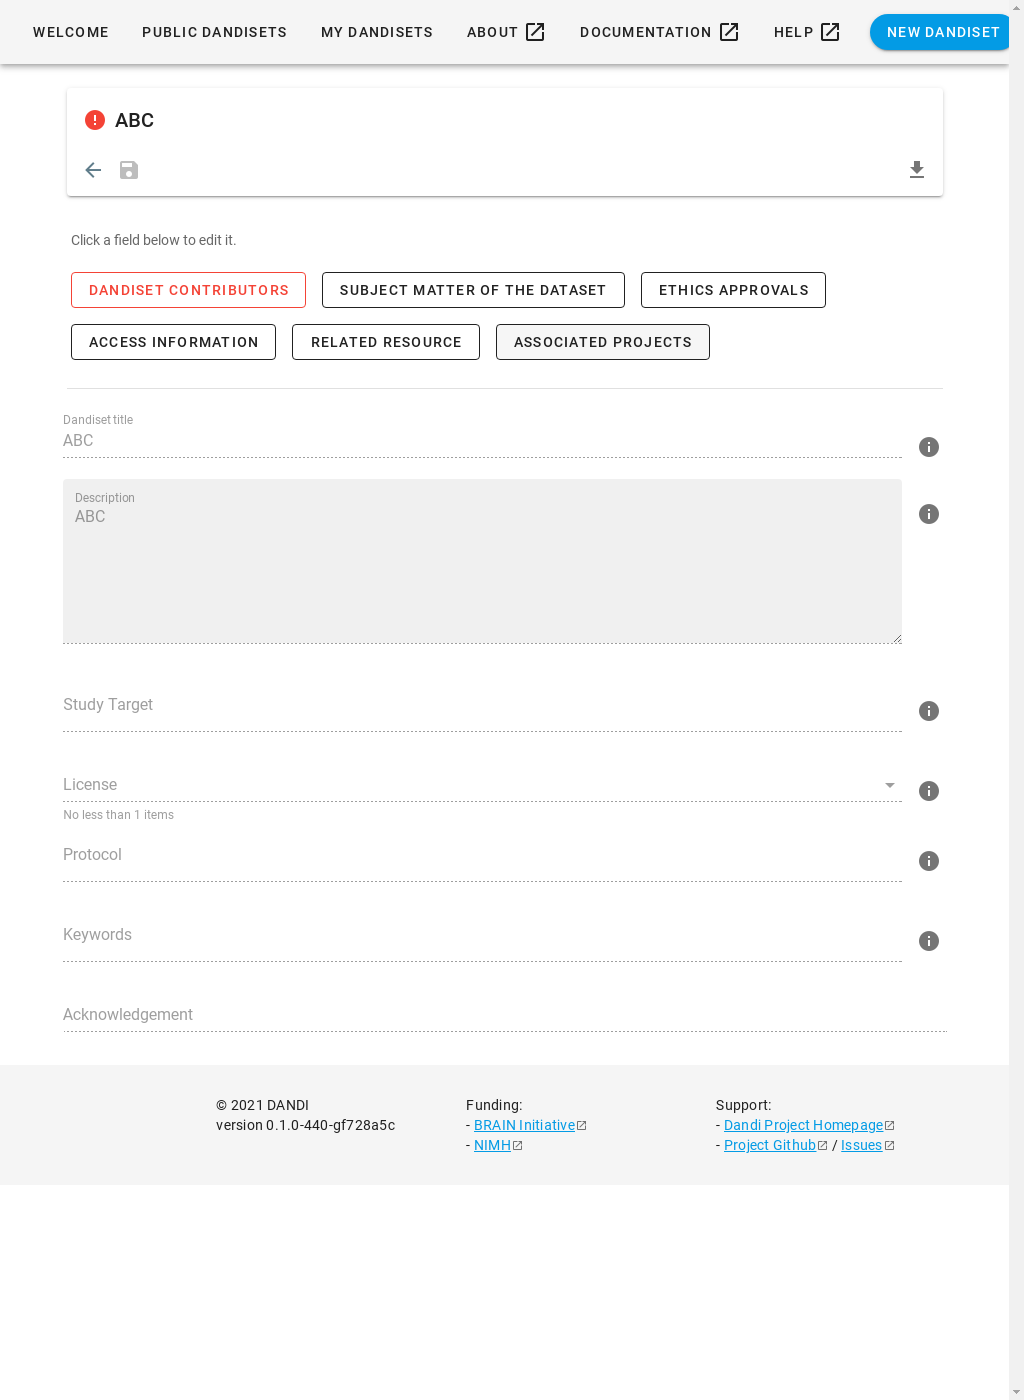 WELCOME PUBLIC DANDISETS MY DANDISETS ABOUT DOCUMENTATION HELP NEW DANDISET
ABC
Click a field below to edit it.
DANDISET CONTRIBUTORS SUBJECT MATTER OF THE DATASET ETHICS APPROVALS
ACCESS INFORMATION RELATED RESOURCE ASSOCIATED PROJECTS
Dandiset title
ABC
Description
ABC
Study Target
License
No less than 1 items
Protocol
Keywords
Acknowledgement
© 2021 DANDI
version 0.1.0-440-gf728a5c
Funding:
- BRAIN Initiative
- NIMH
Support:
- Dandi Project Homepage
- Project Github / Issues